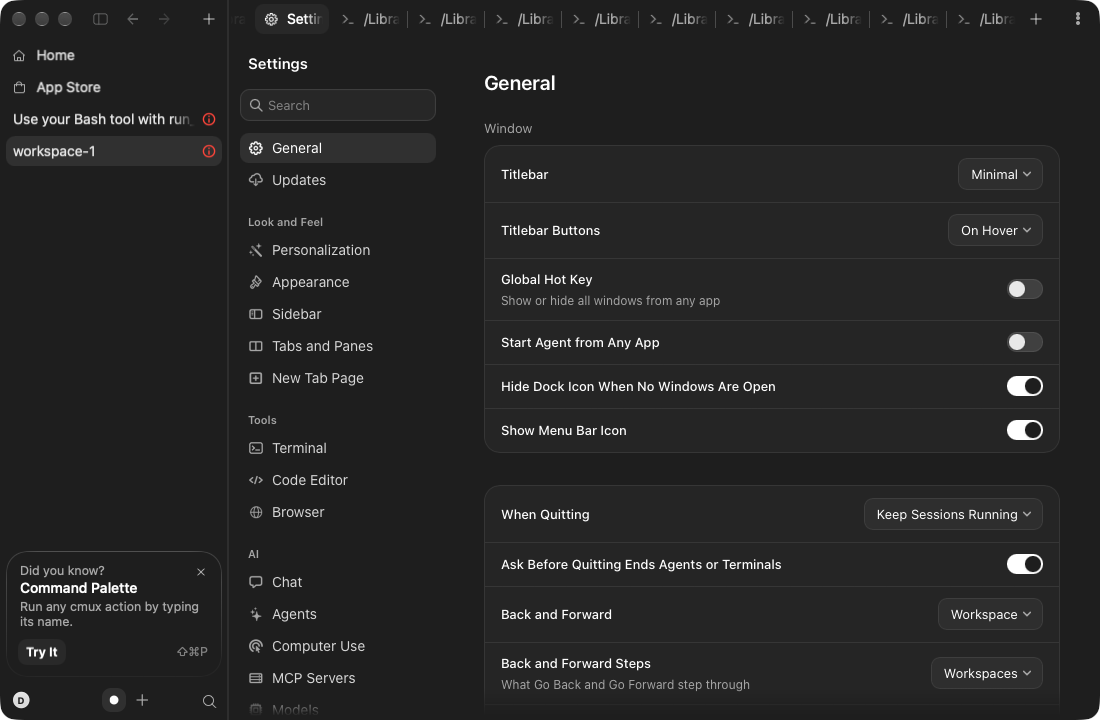 Settin
/Libra
/Libra
/Libra
/Libra
/Libra
/Libra
/Libra
/Libra
/Libra
Home
App Store
Use your Bash tool with run_
workspace-1
Did you know?
Command Palette
Run any cmux action by typing
its name.
Try It
⇧⌘P
D
Settings
Search
General
Updates
Look and Feel
Personalization
Appearance
Sidebar
Tabs and Panes
New Tab Page
Tools
Terminal
Code Editor
Browser
AI
Chat
Agents
Computer Use
MCP Servers
Models
General
Window
Titlebar
Minimal
Titlebar Buttons
On Hover
Global Hot Key
Show or hide all windows from any app
Start Agent from Any App
Hide Dock Icon When No Windows Are Open
Show Menu Bar Icon
When Quitting
Keep Sessions Running
Ask Before Quitting Ends Agents or Terminals
Back and Forward
Workspace
Back and Forward Steps
What Go Back and Go Forward step through
Workspaces